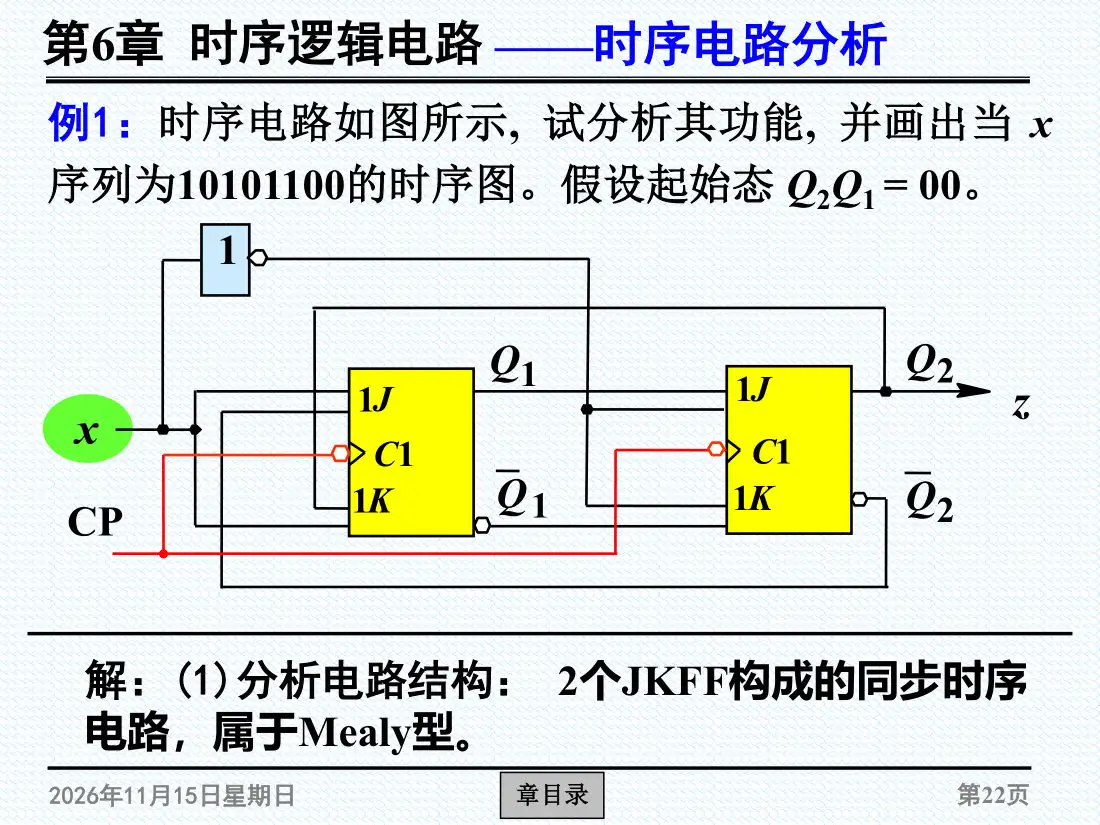 第6章 时序逻辑电路 ——时序电路分析
例1：时序电路如图所示, 试分析其功能, 并画出当 x
序列为10101100的时序图。假设起始态 Q₂Q₁ = 00。
1
Q₁
Q₂
1J
1J
x
z
C1
C1
1K
Q̅₁
1K
Q̅₂
CP
解：(1)分析电路结构： 2个JKFF构成的同步时序
电路，属于Mealy型。
2026年11月15日星期日
章目录
第22页